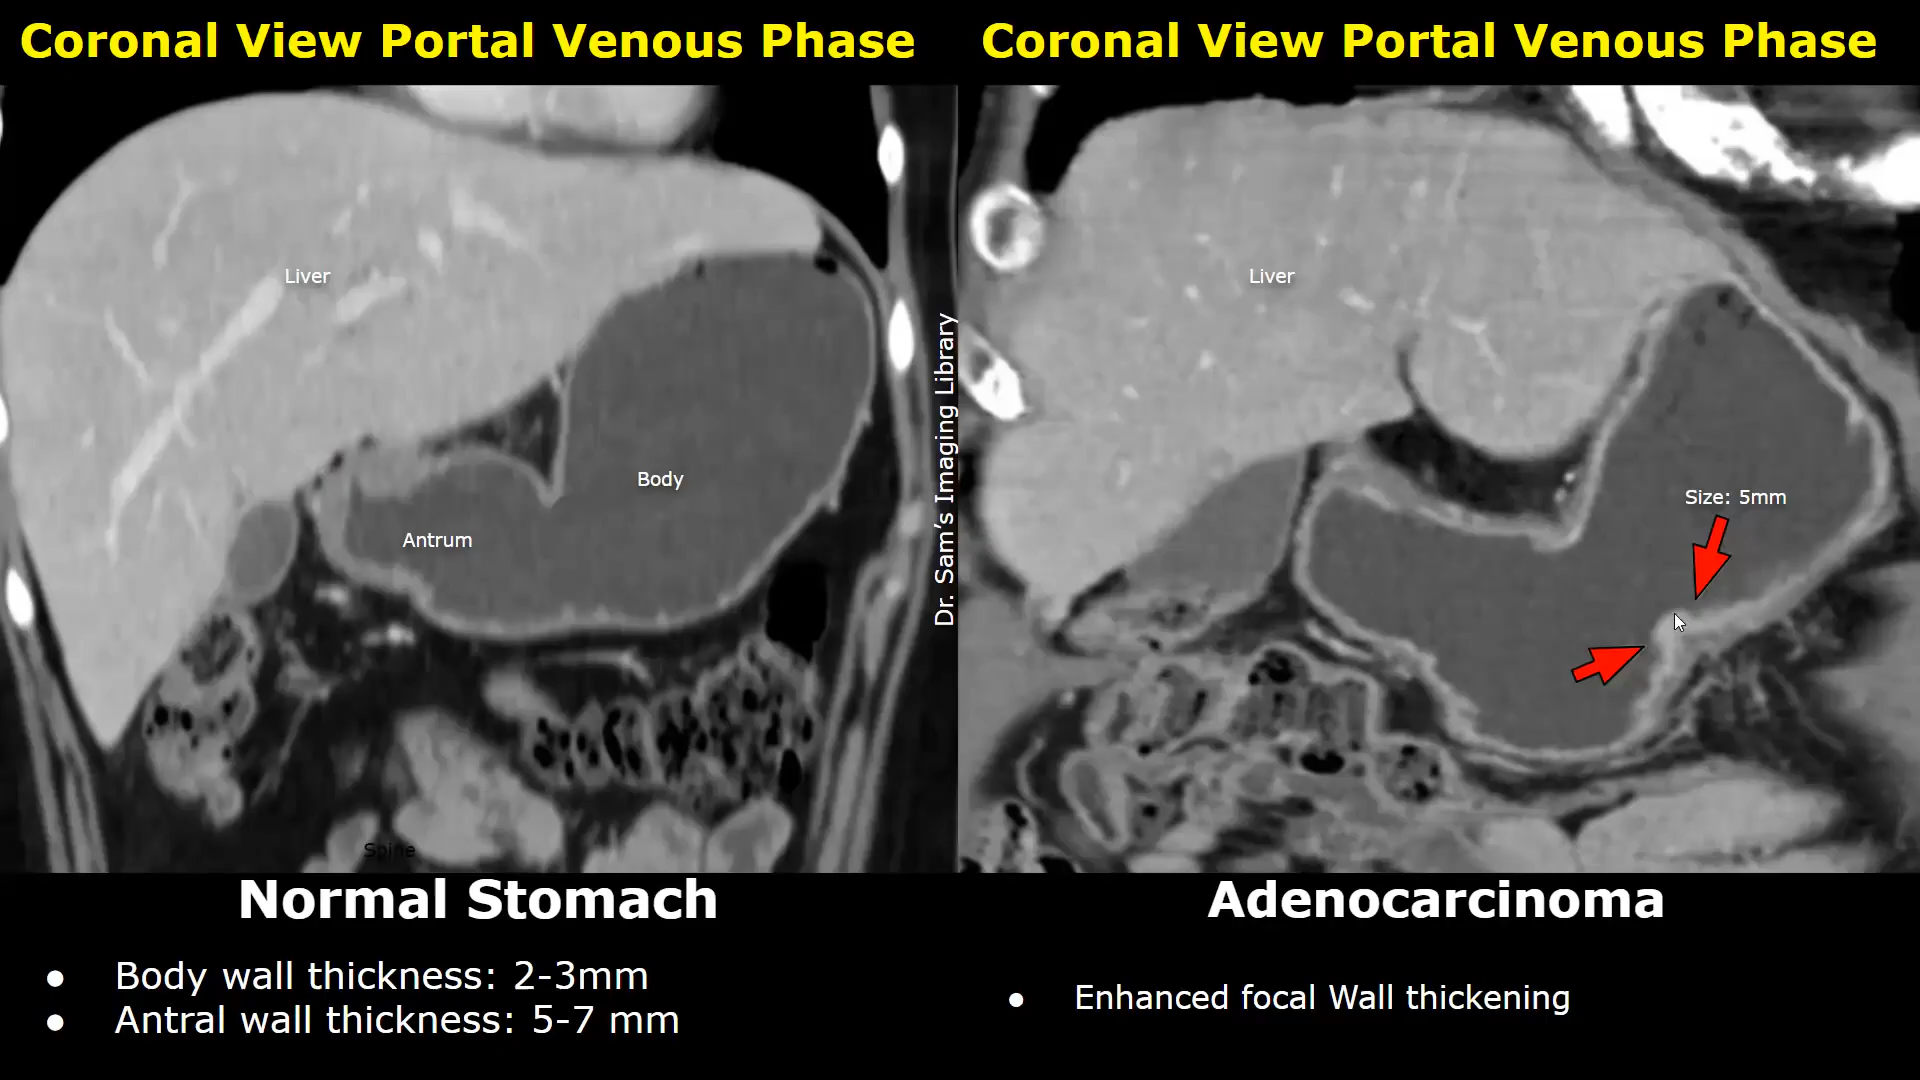 Coronal View Portal Venous Phase
Coronal View Portal Venous Phase
Liver
Body
Antrum
Spine
Dr. Sam’s Imaging Library
Liver
Size: 5mm
Normal Stomach
● Body wall thickness: 2-3mm
● Antral wall thickness: 5-7 mm
Adenocarcinoma
● Enhanced focal Wall thickening